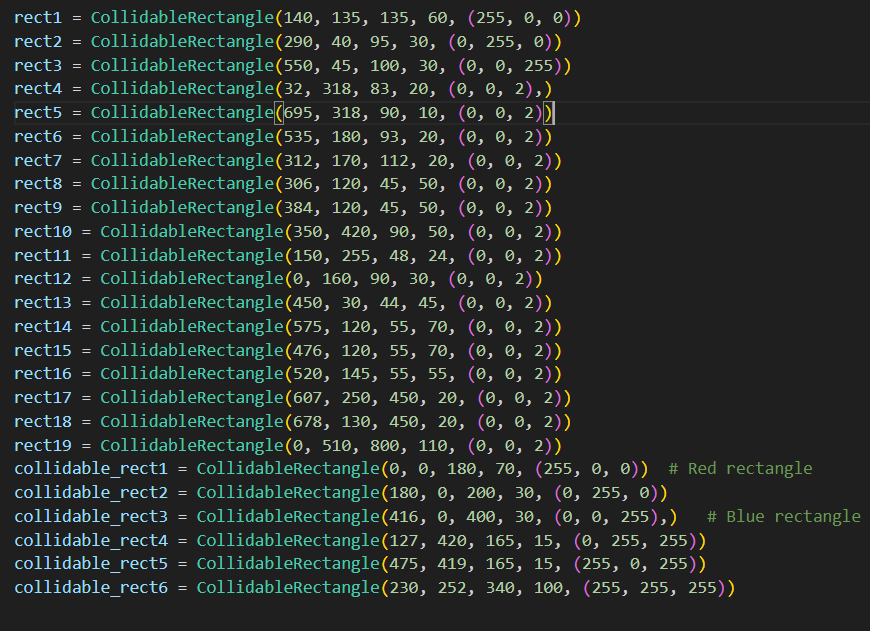 rect1 = CollidableRectangle(140, 135, 135, 60, (255, 0, 0))
rect2 = CollidableRectangle(290, 40, 95, 30, (0, 255, 0))
rect3 = CollidableRectangle(550, 45, 100, 30, (0, 0, 255))
rect4 = CollidableRectangle(32, 318, 83, 20, (0, 0, 2),)
rect5 = CollidableRectangle(695, 318, 90, 10, (0, 0, 2))
rect6 = CollidableRectangle(535, 180, 93, 20, (0, 0, 2))
rect7 = CollidableRectangle(312, 170, 112, 20, (0, 0, 2))
rect8 = CollidableRectangle(306, 120, 45, 50, (0, 0, 2))
rect9 = CollidableRectangle(384, 120, 45, 50, (0, 0, 2))
rect10 = CollidableRectangle(350, 420, 90, 50, (0, 0, 2))
rect11 = CollidableRectangle(150, 255, 48, 24, (0, 0, 2))
rect12 = CollidableRectangle(0, 160, 90, 30, (0, 0, 2))
rect13 = CollidableRectangle(450, 30, 44, 45, (0, 0, 2))
rect14 = CollidableRectangle(575, 120, 55, 70, (0, 0, 2))
rect15 = CollidableRectangle(476, 120, 55, 70, (0, 0, 2))
rect16 = CollidableRectangle(520, 145, 55, 55, (0, 0, 2))
rect17 = CollidableRectangle(607, 250, 450, 20, (0, 0, 2))
rect18 = CollidableRectangle(678, 130, 450, 20, (0, 0, 2))
rect19 = CollidableRectangle(0, 510, 800, 110, (0, 0, 2))
collidable_rect1 = CollidableRectangle(0, 0, 180, 70, (255, 0, 0))  # Red rectangle
collidable_rect2 = CollidableRectangle(180, 0, 200, 30, (0, 255, 0))
collidable_rect3 = CollidableRectangle(416, 0, 400, 30, (0, 0, 255),)   # Blue rectangle
collidable_rect4 = CollidableRectangle(127, 420, 165, 15, (0, 255, 255))
collidable_rect5 = CollidableRectangle(475, 419, 165, 15, (255, 0, 255))
collidable_rect6 = CollidableRectangle(230, 252, 340, 100, (255, 255, 255))